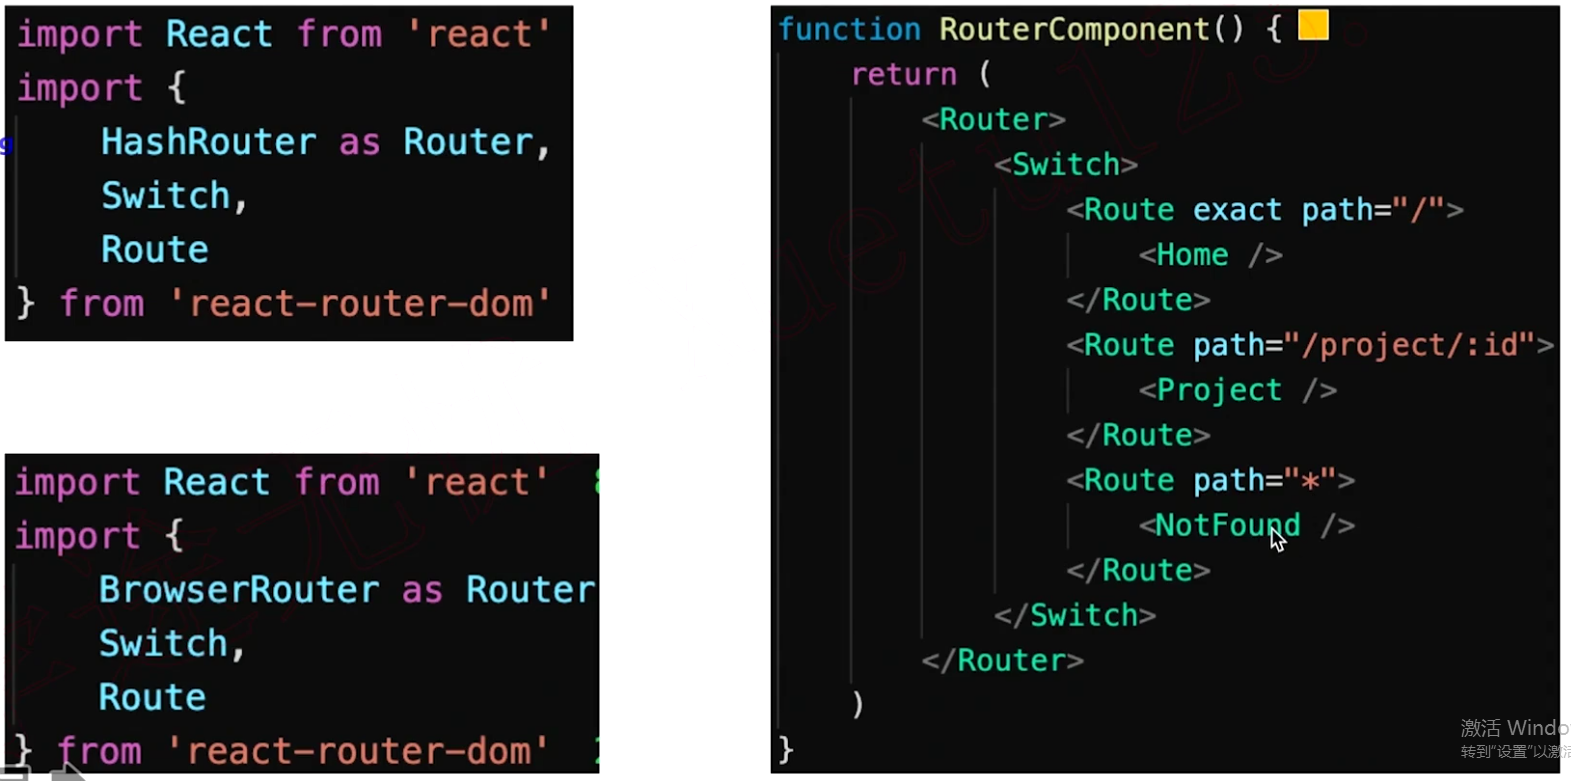 import React from 'react'
import {
HashRouter as Router,
Switch,
Route
} from 'react-router-dom'
import React from 'react'
import {
BrowserRouter as Router
Switch,
Route
} from 'react-router-dom'
function RouterComponent() {
return (
<Router>
<Switch>
<Route exact path="/">
<Home />
</Route>
<Route path="/project/:id">
<Project />
</Route>
<Route path="*">
<NotFound />
</Route>
</Switch>
</Router>
)
}
激活 Windo
转到"设置"以激活